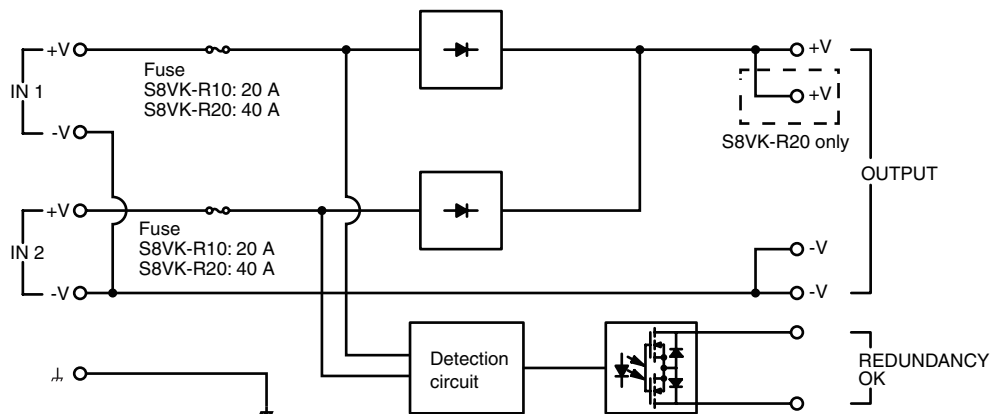 +V
IN 1
-V
Fuse
S8VK-R10: 20 A
S8VK-R20: 40 A
+V
+V
S8VK-R20 only
OUTPUT
+V
IN 2
-V
Fuse
S8VK-R10: 20 A
S8VK-R20: 40 A
-V
-V
Detection
circuit
REDUNDANCY
OK